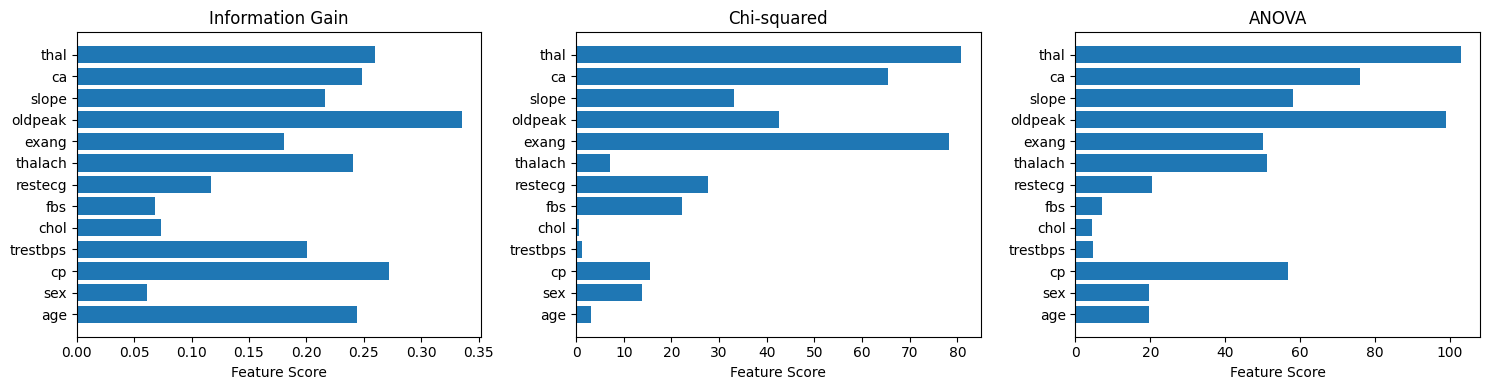 Information Gain
thal
ca
slope
oldpeak
exang
thalach
restecg
fbs
chol
trestbps
cp
sex
age
0.00 0.05 0.10 0.15 0.20 0.25 0.30 0.35
Feature Score
Chi-squared
thal
ca
slope
oldpeak
exang
thalach
restecg
fbs
chol
trestbps
cp
sex
age
0 10 20 30 40 50 60 70 80
Feature Score
ANOVA
thal
ca
slope
oldpeak
exang
thalach
restecg
fbs
chol
trestbps
cp
sex
age
0 20 40 60 80 100
Feature Score